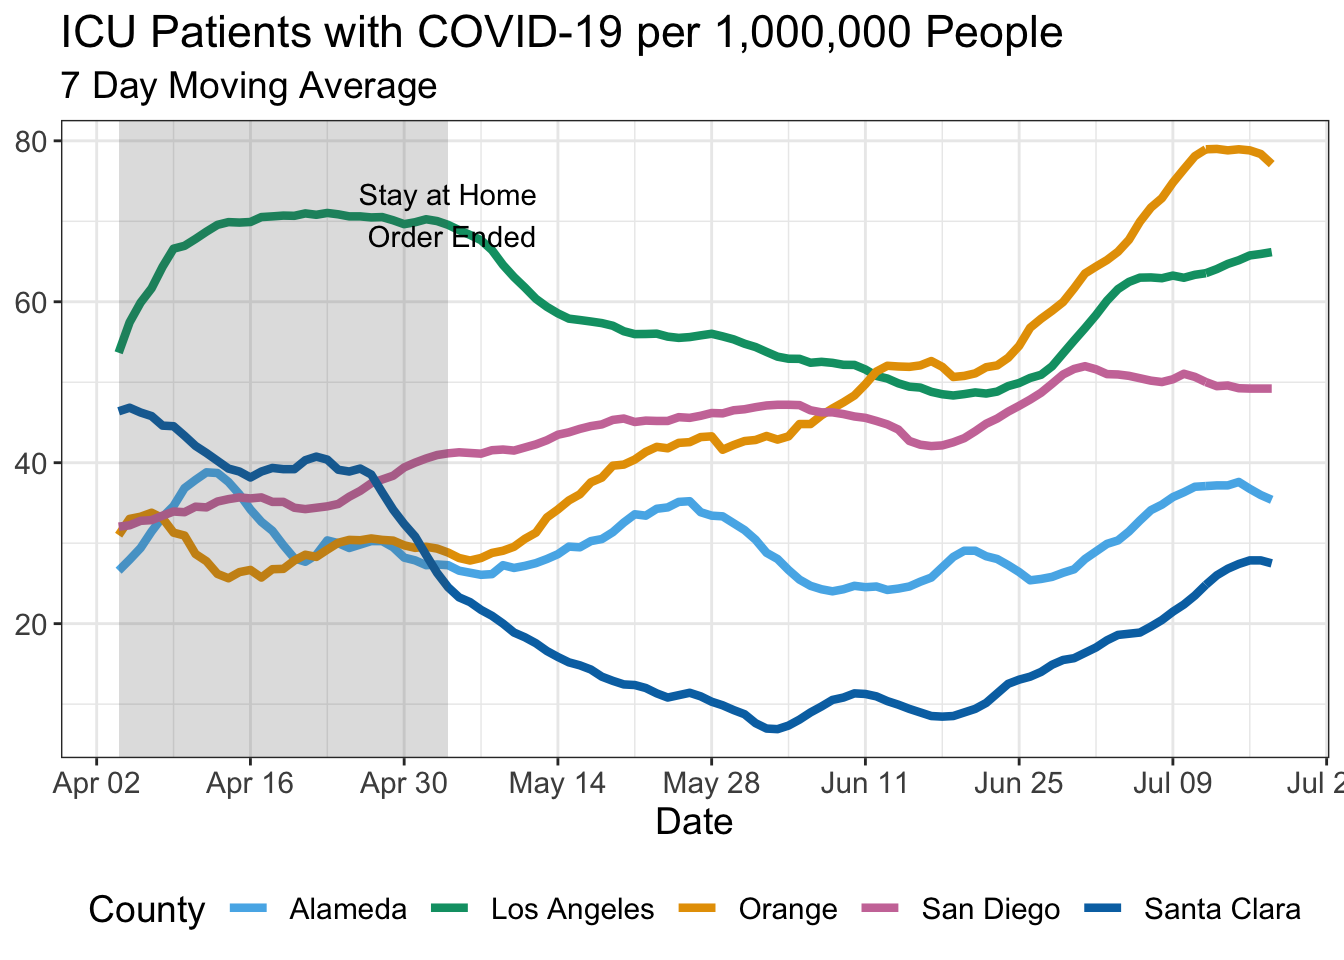 ICU Patients with COVID-19 per 1,000,000 People
7 Day Moving Average
80
60
40
20
Stay at Home
Order Ended
Apr 02 Apr 16 Apr 30 May 14 May 28 Jun 11 Jun 25 Jul 09 Jul 2
Date
County Alameda Los Angeles Orange San Diego Santa Clara